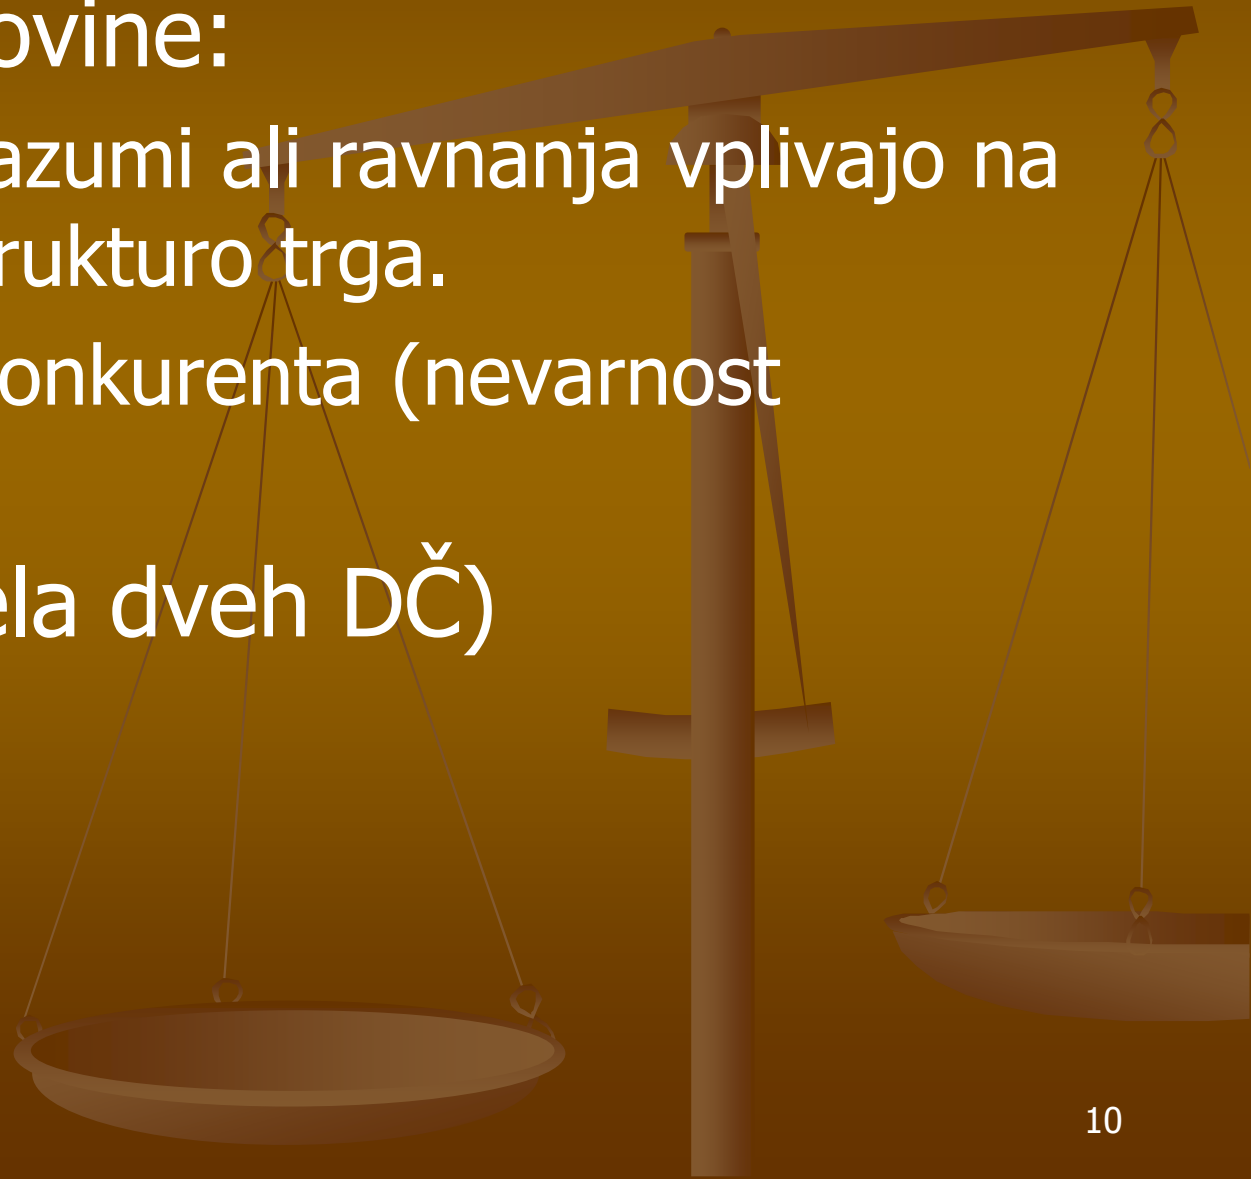 ovine:
azumi ali ravnanja vplivajo na
rukturo trga.
onkurenta (nevarnost
ela dveh DČ)
10